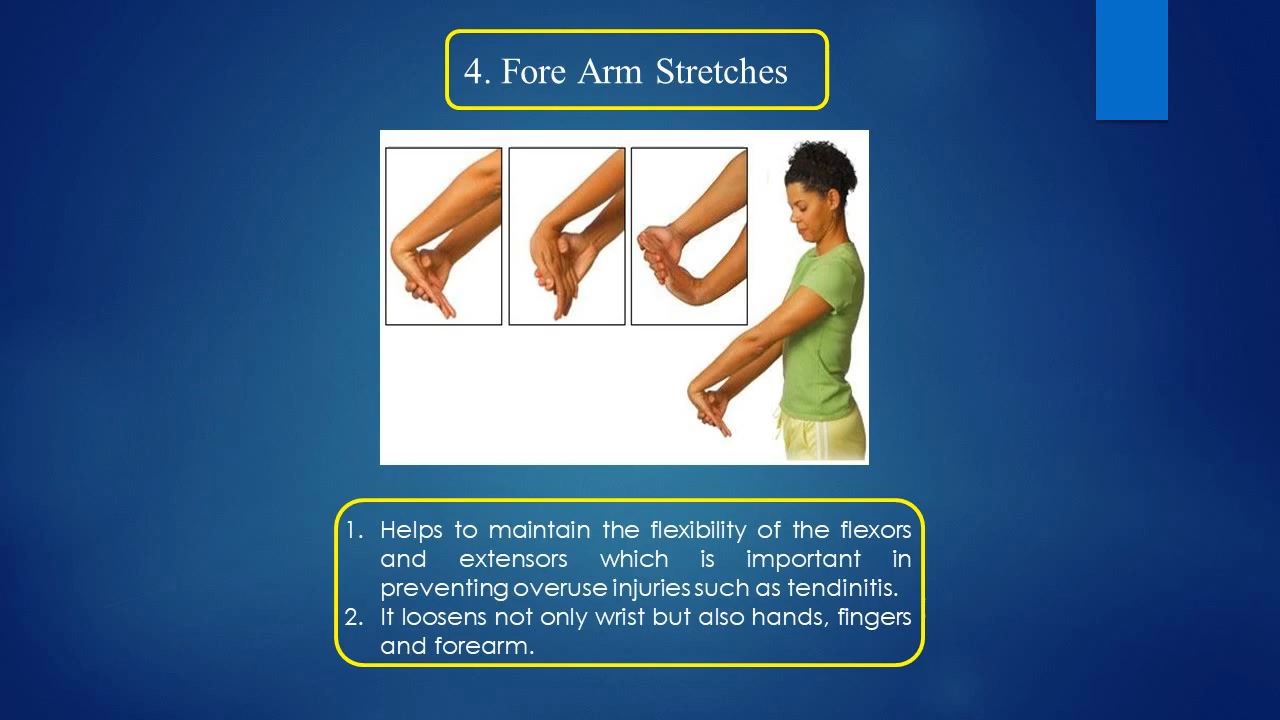 4. Fore Arm Stretches
1. Helps to maintain the flexibility of the flexors
and extensors which is important in
preventing overuse injuries such as tendinitis.
2. It loosens not only wrist but also hands, fingers
and forearm.